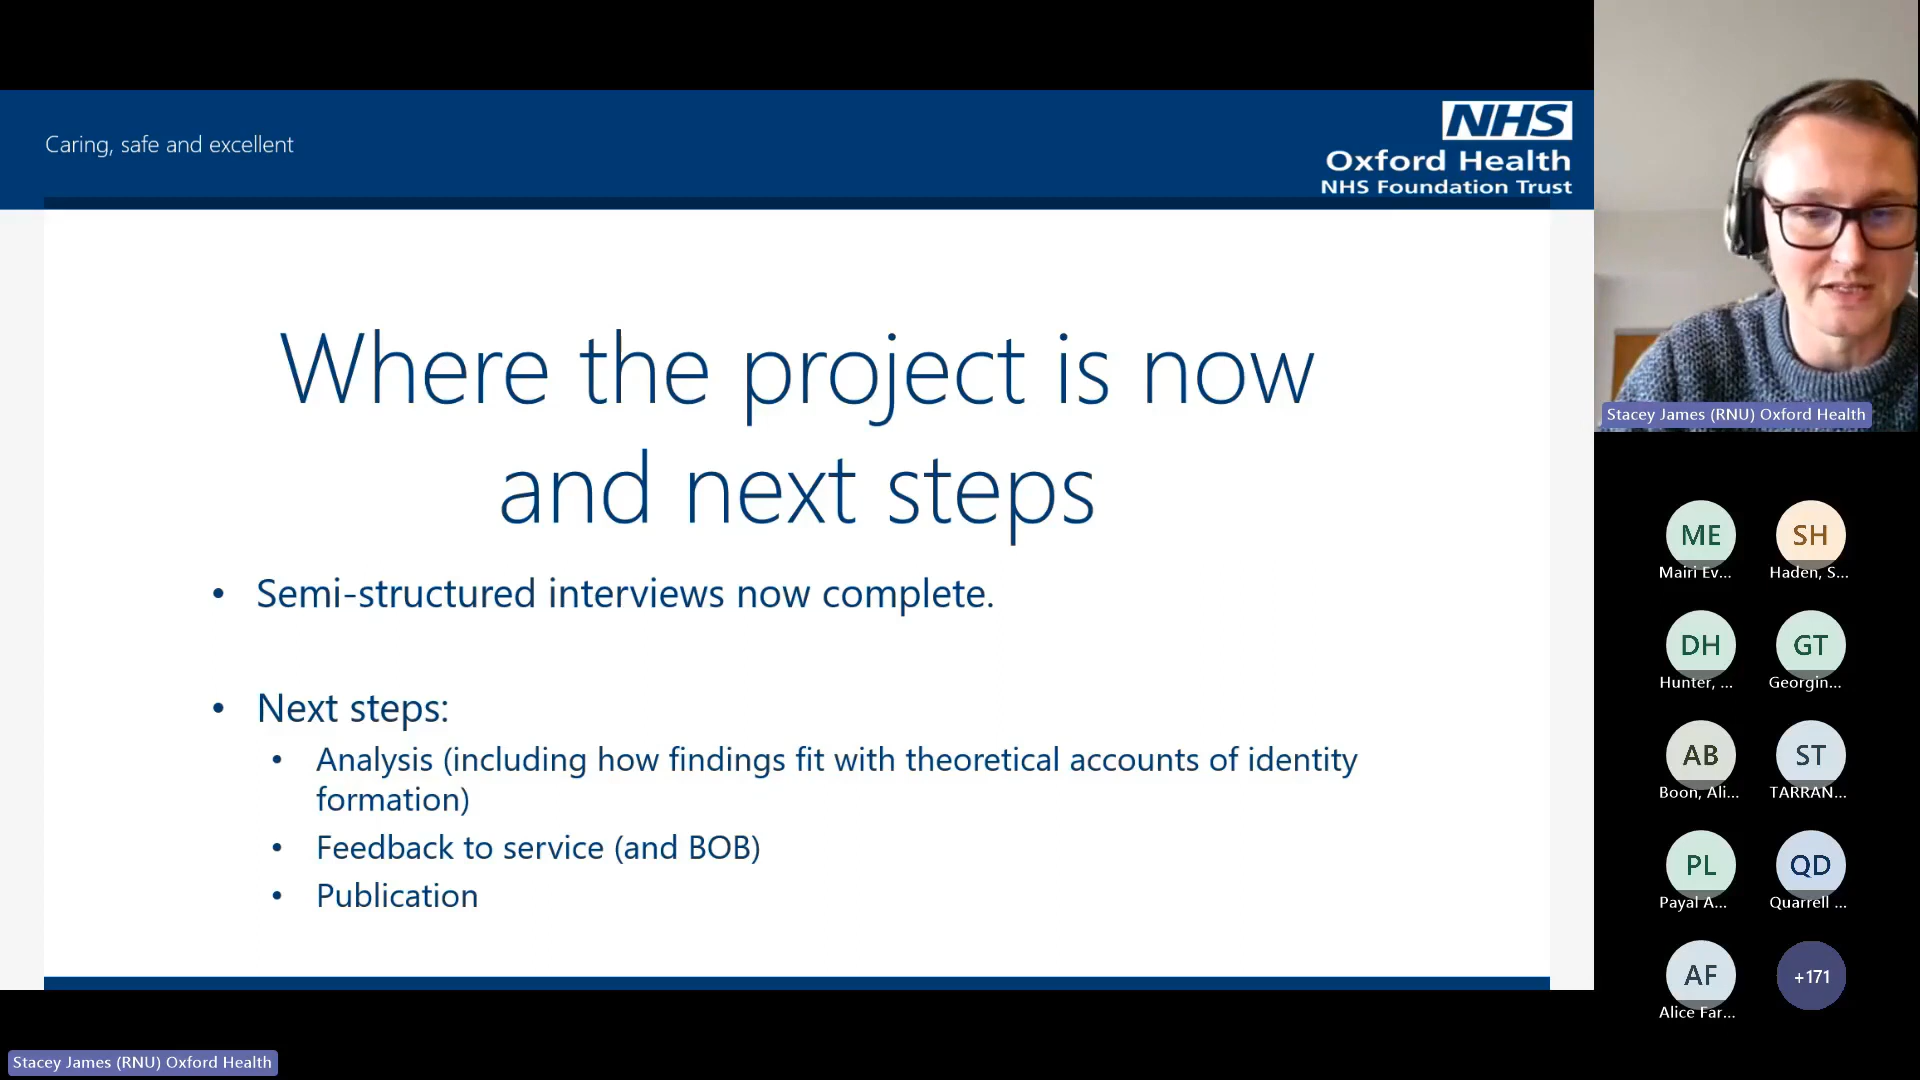 Caring, safe and excellent
NHS
Oxford Health
NHS Foundation Trust
Where the project is now
and next steps
• Semi-structured interviews now complete.
• Next steps:
• Analysis (including how findings fit with theoretical accounts of identity
formation)
• Feedback to service (and BOB)
• Publication
Stacey James (RNU) Oxford Health
ME
Mairi Ev...
SH
Haden, S...
DH
Hunter, ...
GT
Georgin...
AB
Boon, Ali...
ST
TARRAN...
PL
Payal A...
QD
Quarrell ...
AF
Alice Far...
+171
Stacey James (RNU) Oxford Health